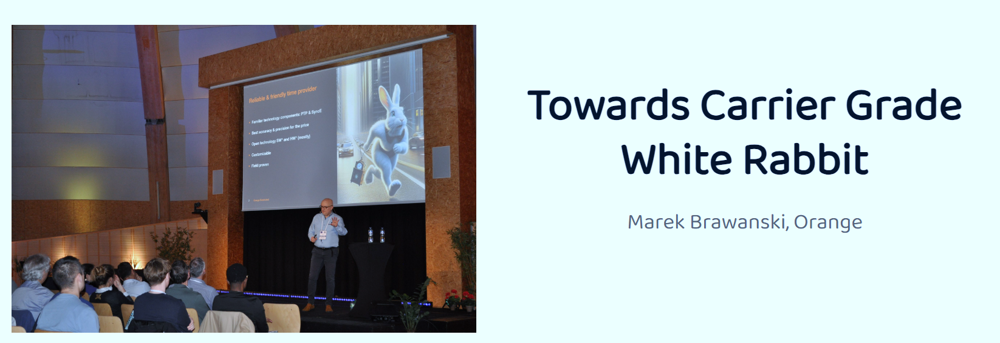 Reliable & friendly time provider
Familiar technology components: PTP & SyncE
Best accuracy & precision for the price
Open technology SW* and HW* (mostly)
Customizable
Field proven
Towards Carrier Grade
White Rabbit
Marek Brawanski, Orange